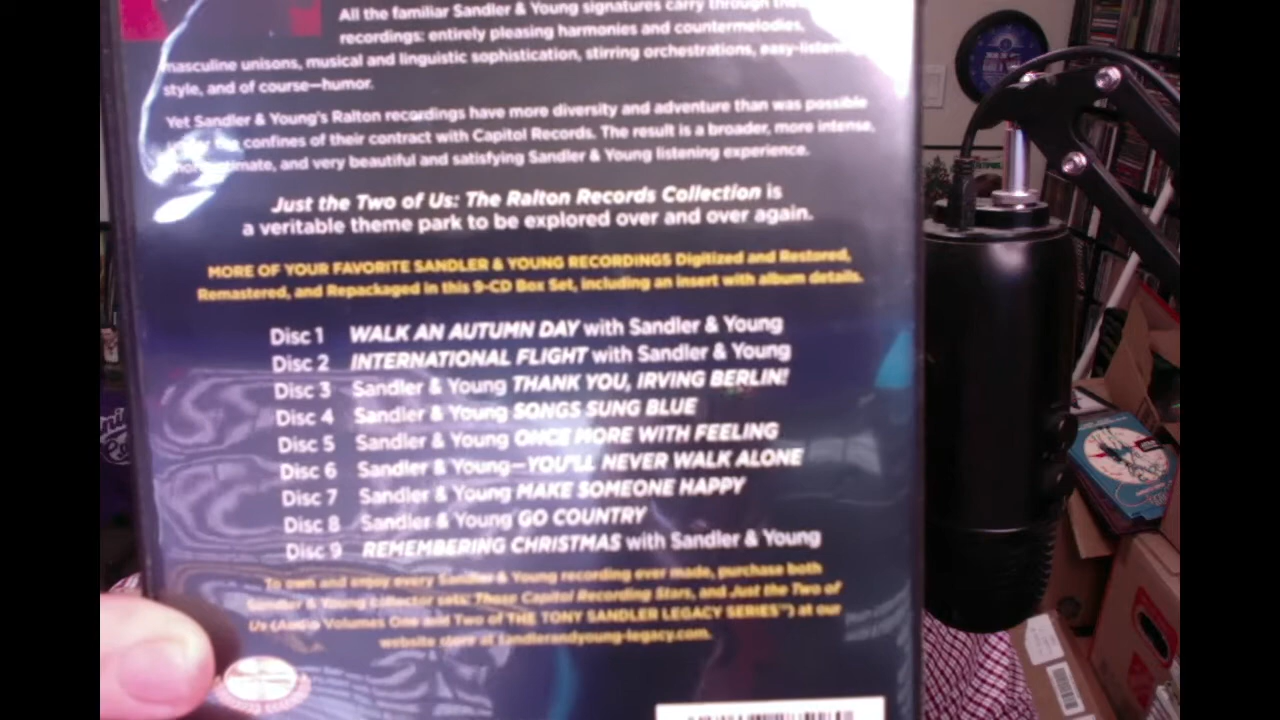 All the familiar Sandler & Young signatures carry through
recordings: entirely pleasing harmonies and countermelodies,
masculine unisons, musical and linguistic sophistication, stirring orchestrations,
style, and of course—humor.
Yet Sandler & Young's Ralton recordings have more diversity and adventure than was possible
confines of their contract with Capitol Records. The result is a broader, more intense,
and very beautiful and satisfying Sandler & Young listening experience.
Just the Two of Us: The Ralton Records Collection is
a veritable theme park to be explored over and over again.
MORE OF YOUR FAVORITE SANDLER & YOUNG RECORDINGS Digitized and Restored,
Remastered, and Repackaged in this 9-CD Box Set, including an insert with album details.
Disc 1 WALK AN AUTUMN DAY with Sandler & Young
Disc 2 INTERNATIONAL FLIGHT with Sandler & Young
Disc 3 Sandler & Young THANK YOU, IRVING BERLIN!
Disc 4 Sandler & Young SONGS SUNG BLUE
Disc 5 Sandler & Young ONCE MORE WITH FEELING
Disc 6 Sandler & Young—YOU'LL NEVER WALK ALONE
Disc 7 Sandler & Young MAKE SOMEONE HAPPY
Disc 8 Sandler & Young GO COUNTRY
Disc 9 REMEMBERING CHRISTMAS with Sandler & Young
To own and enjoy every Sandler & Young recording ever made, purchase both
Sandler & Young collector sets: Those Capitol Recording Stars, and Just the Two of
Us (Audio Volumes One and Two of THE TONY SANDLER LEGACY SERIES™) at our
website store at sandlerandyoung-legacy.com.